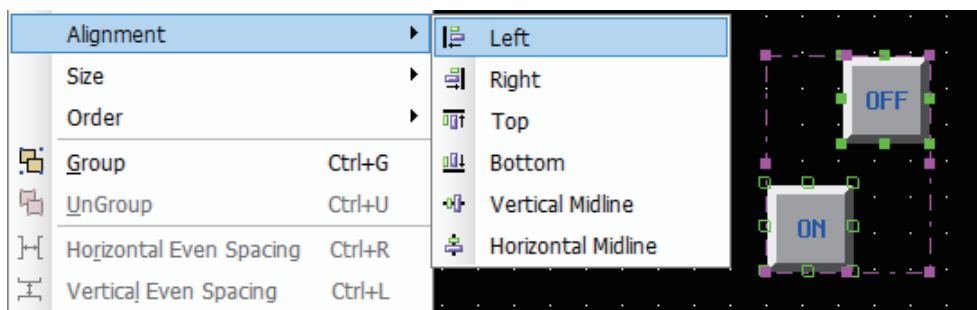 Alignment
Size
Order
Group Ctrl+G
UnGroup Ctrl+U
Horizontal Even Spacing Ctrl+R
Vertical Even Spacing Ctrl+L
Left
Right
Top
Bottom
Vertical Midline
Horizontal Midline
OFF
ON